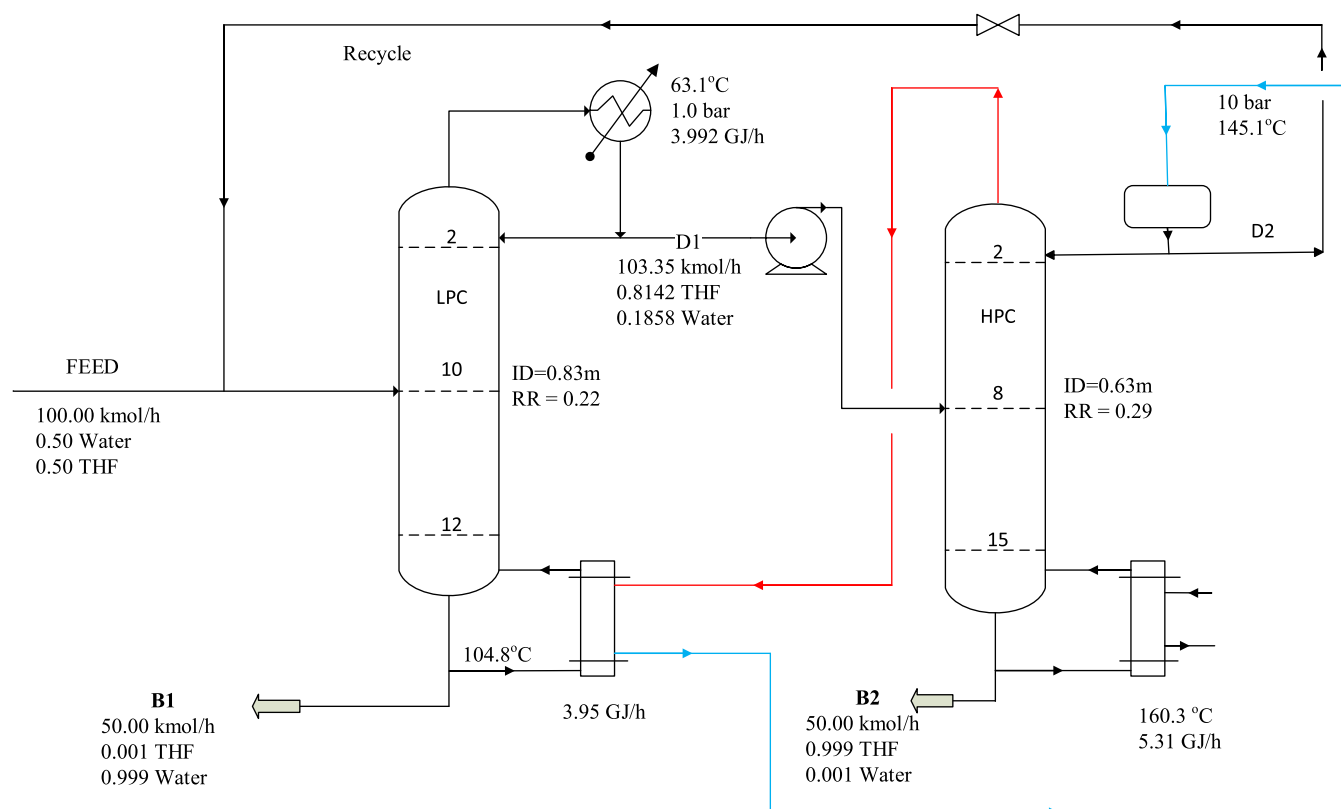 Recycle
63.1°C
1.0 bar
3.992 GJ/h
10 bar
145.1°C
2
D1
103.35 kmol/h
0.8142 THF
0.1858 Water
2
D2
LPC
HPC
FEED
100.00 kmol/h
0.50 Water
0.50 THF
10
ID=0.83m
RR = 0.22
8
ID=0.63m
RR = 0.29
12
15
104.8°C
3.95 GJ/h
B1
50.00 kmol/h
0.001 THF
0.999 Water
B2
50.00 kmol/h
0.999 THF
0.001 Water
160.3 °C
5.31 GJ/h